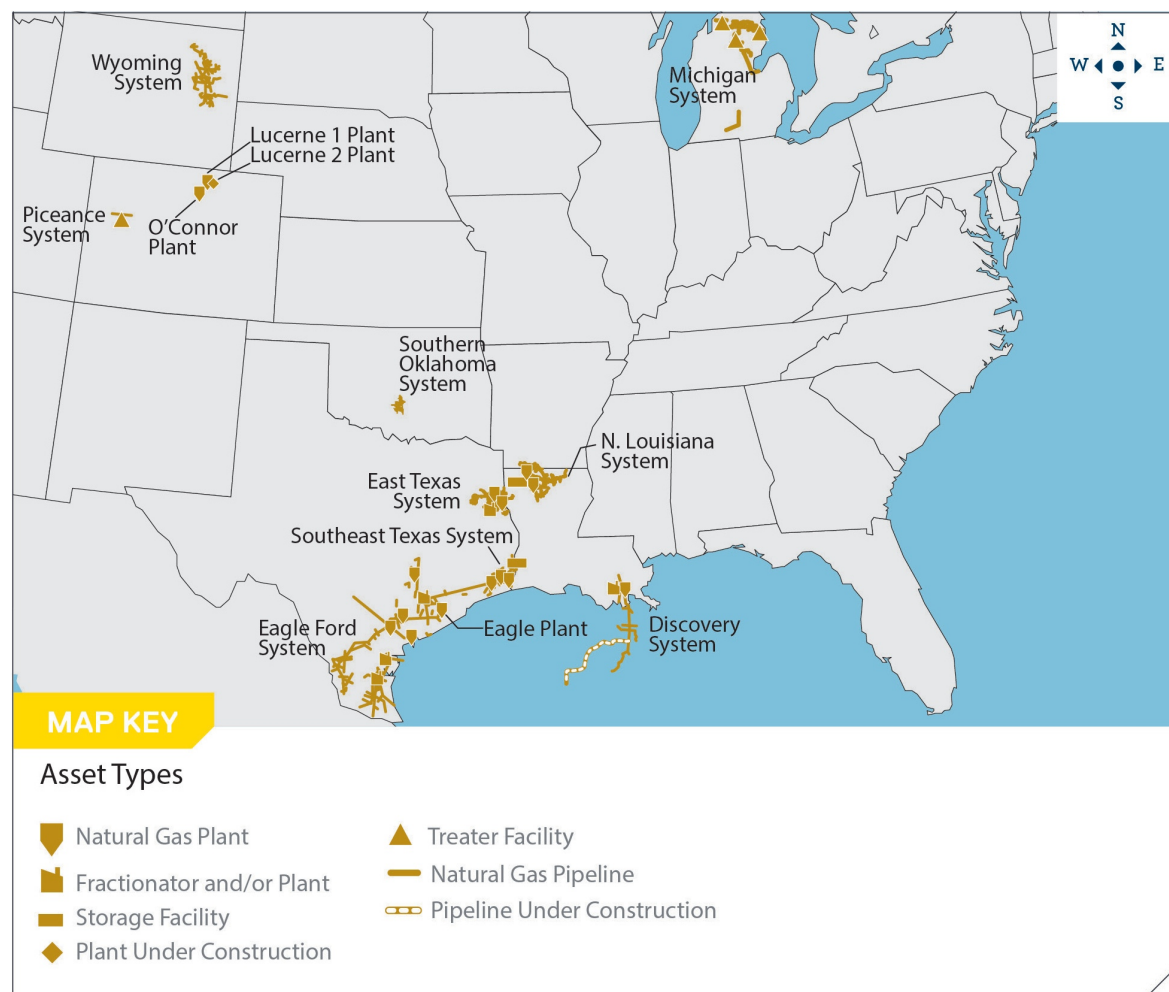 N
W
E
S
Wyoming
System
Michigan
System
Lucerne 1 Plant
Lucerne 2 Plant
Piceance
System
O’Connor
Plant
Southern
Oklahoma
System
N. Louisiana
System
East Texas
System
Southeast Texas System
Eagle Ford
System
Eagle Plant
Discovery
System
MAP KEY
Asset Types
Natural Gas Plant
Fractionator and/or Plant
Storage Facility
Plant Under Construction
Treater Facility
Natural Gas Pipeline
Pipeline Under Construction